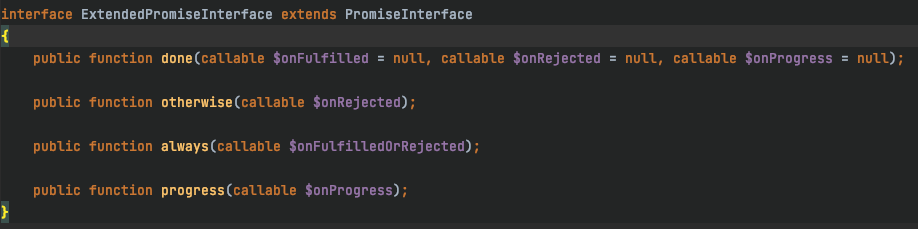 interface ExtendedPromiseInterface extends PromiseInterface
{
public function done(callable $onFulfilled = null, callable $onRejected = null, callable $onProgress = null);
public function otherwise(callable $onRejected);
public function always(callable $onFulfilledOrRejected);
public function progress(callable $onProgress);
}